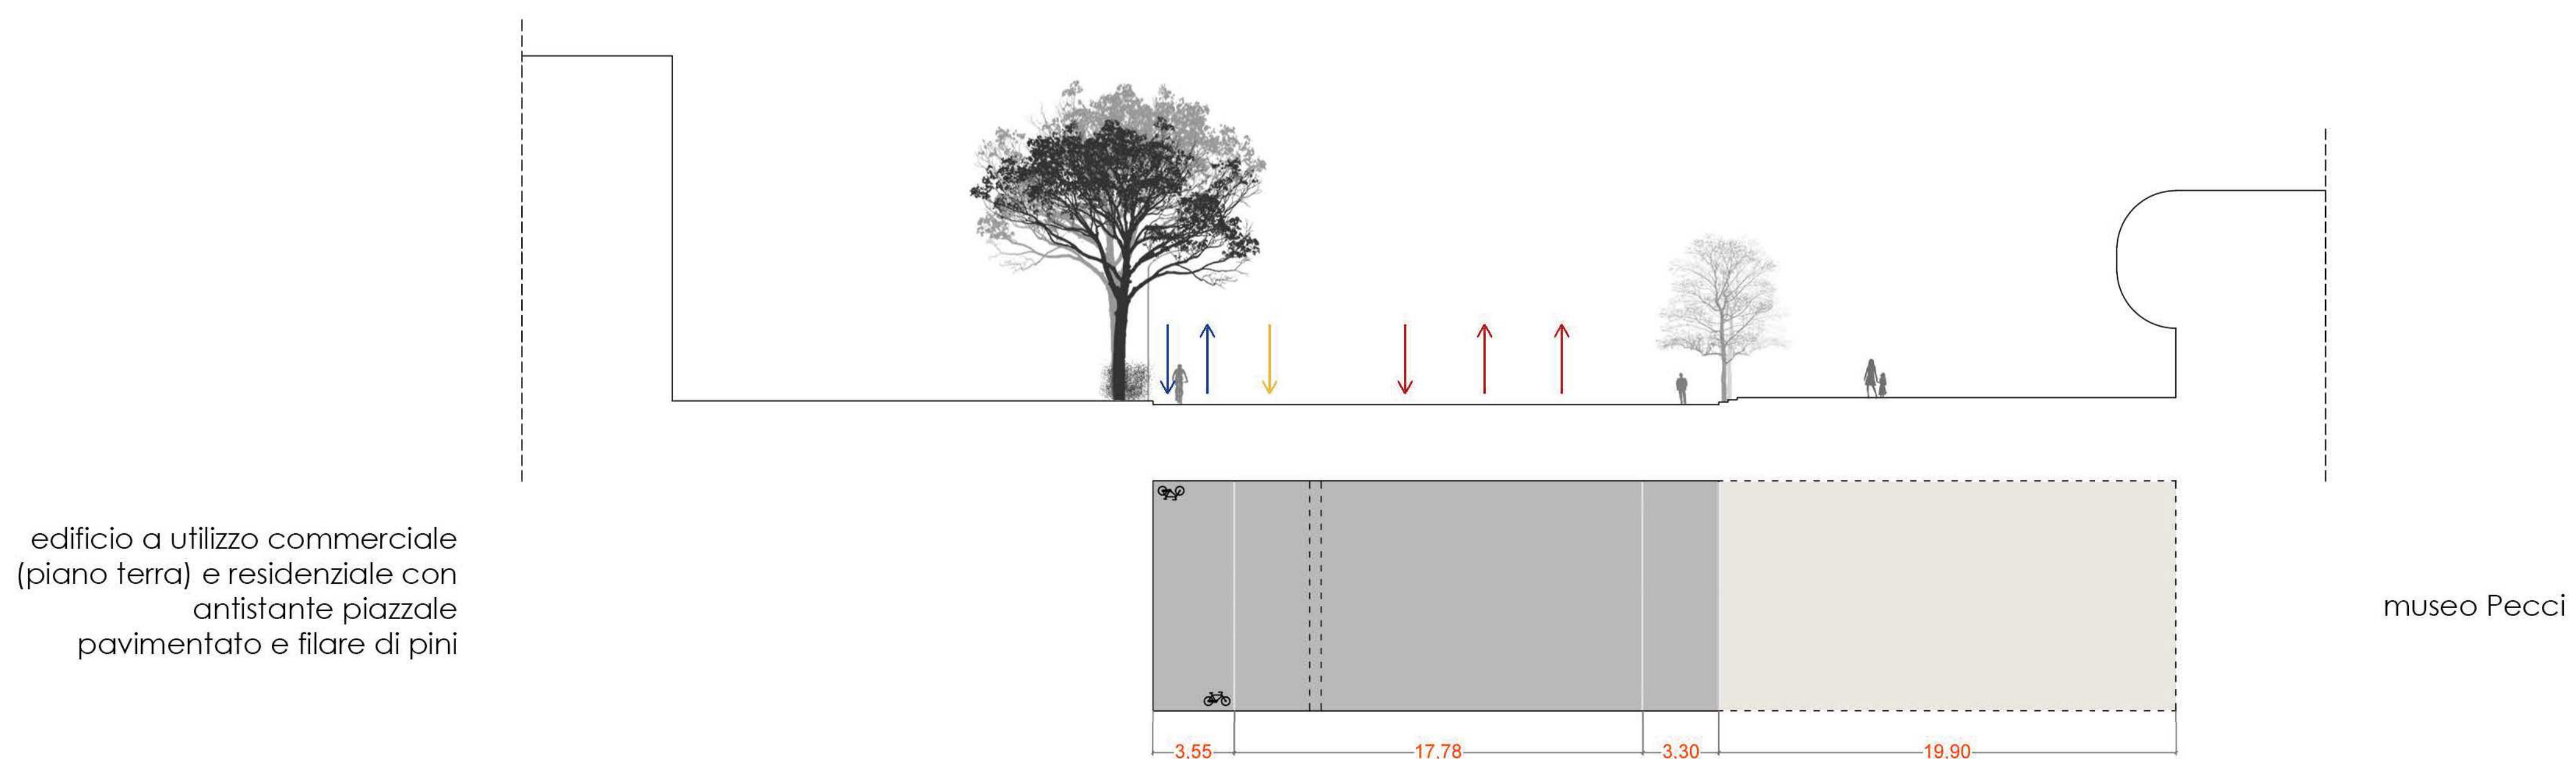 edificio a utilizzo commerciale
(piano terra) e residenziale con
antistante piazzale
pavimentato e filare di pini
museo Pecci
3.55
17.78
3.30
19.90